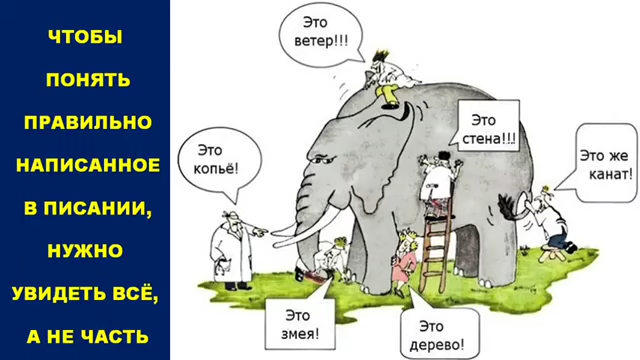 ЧТОБЫ
ПОНЯТЬ
ПРАВИЛЬНО
НАПИСАННОЕ
В ПИСАНИИ,
НУЖНО
УВИДЕТЬ ВСЁ,
А НЕ ЧАСТЬ
Это
ветер!!!
Это
стена!!!
Это
копьё!
Это же
канат!
Это
змея!
Это
дерево!